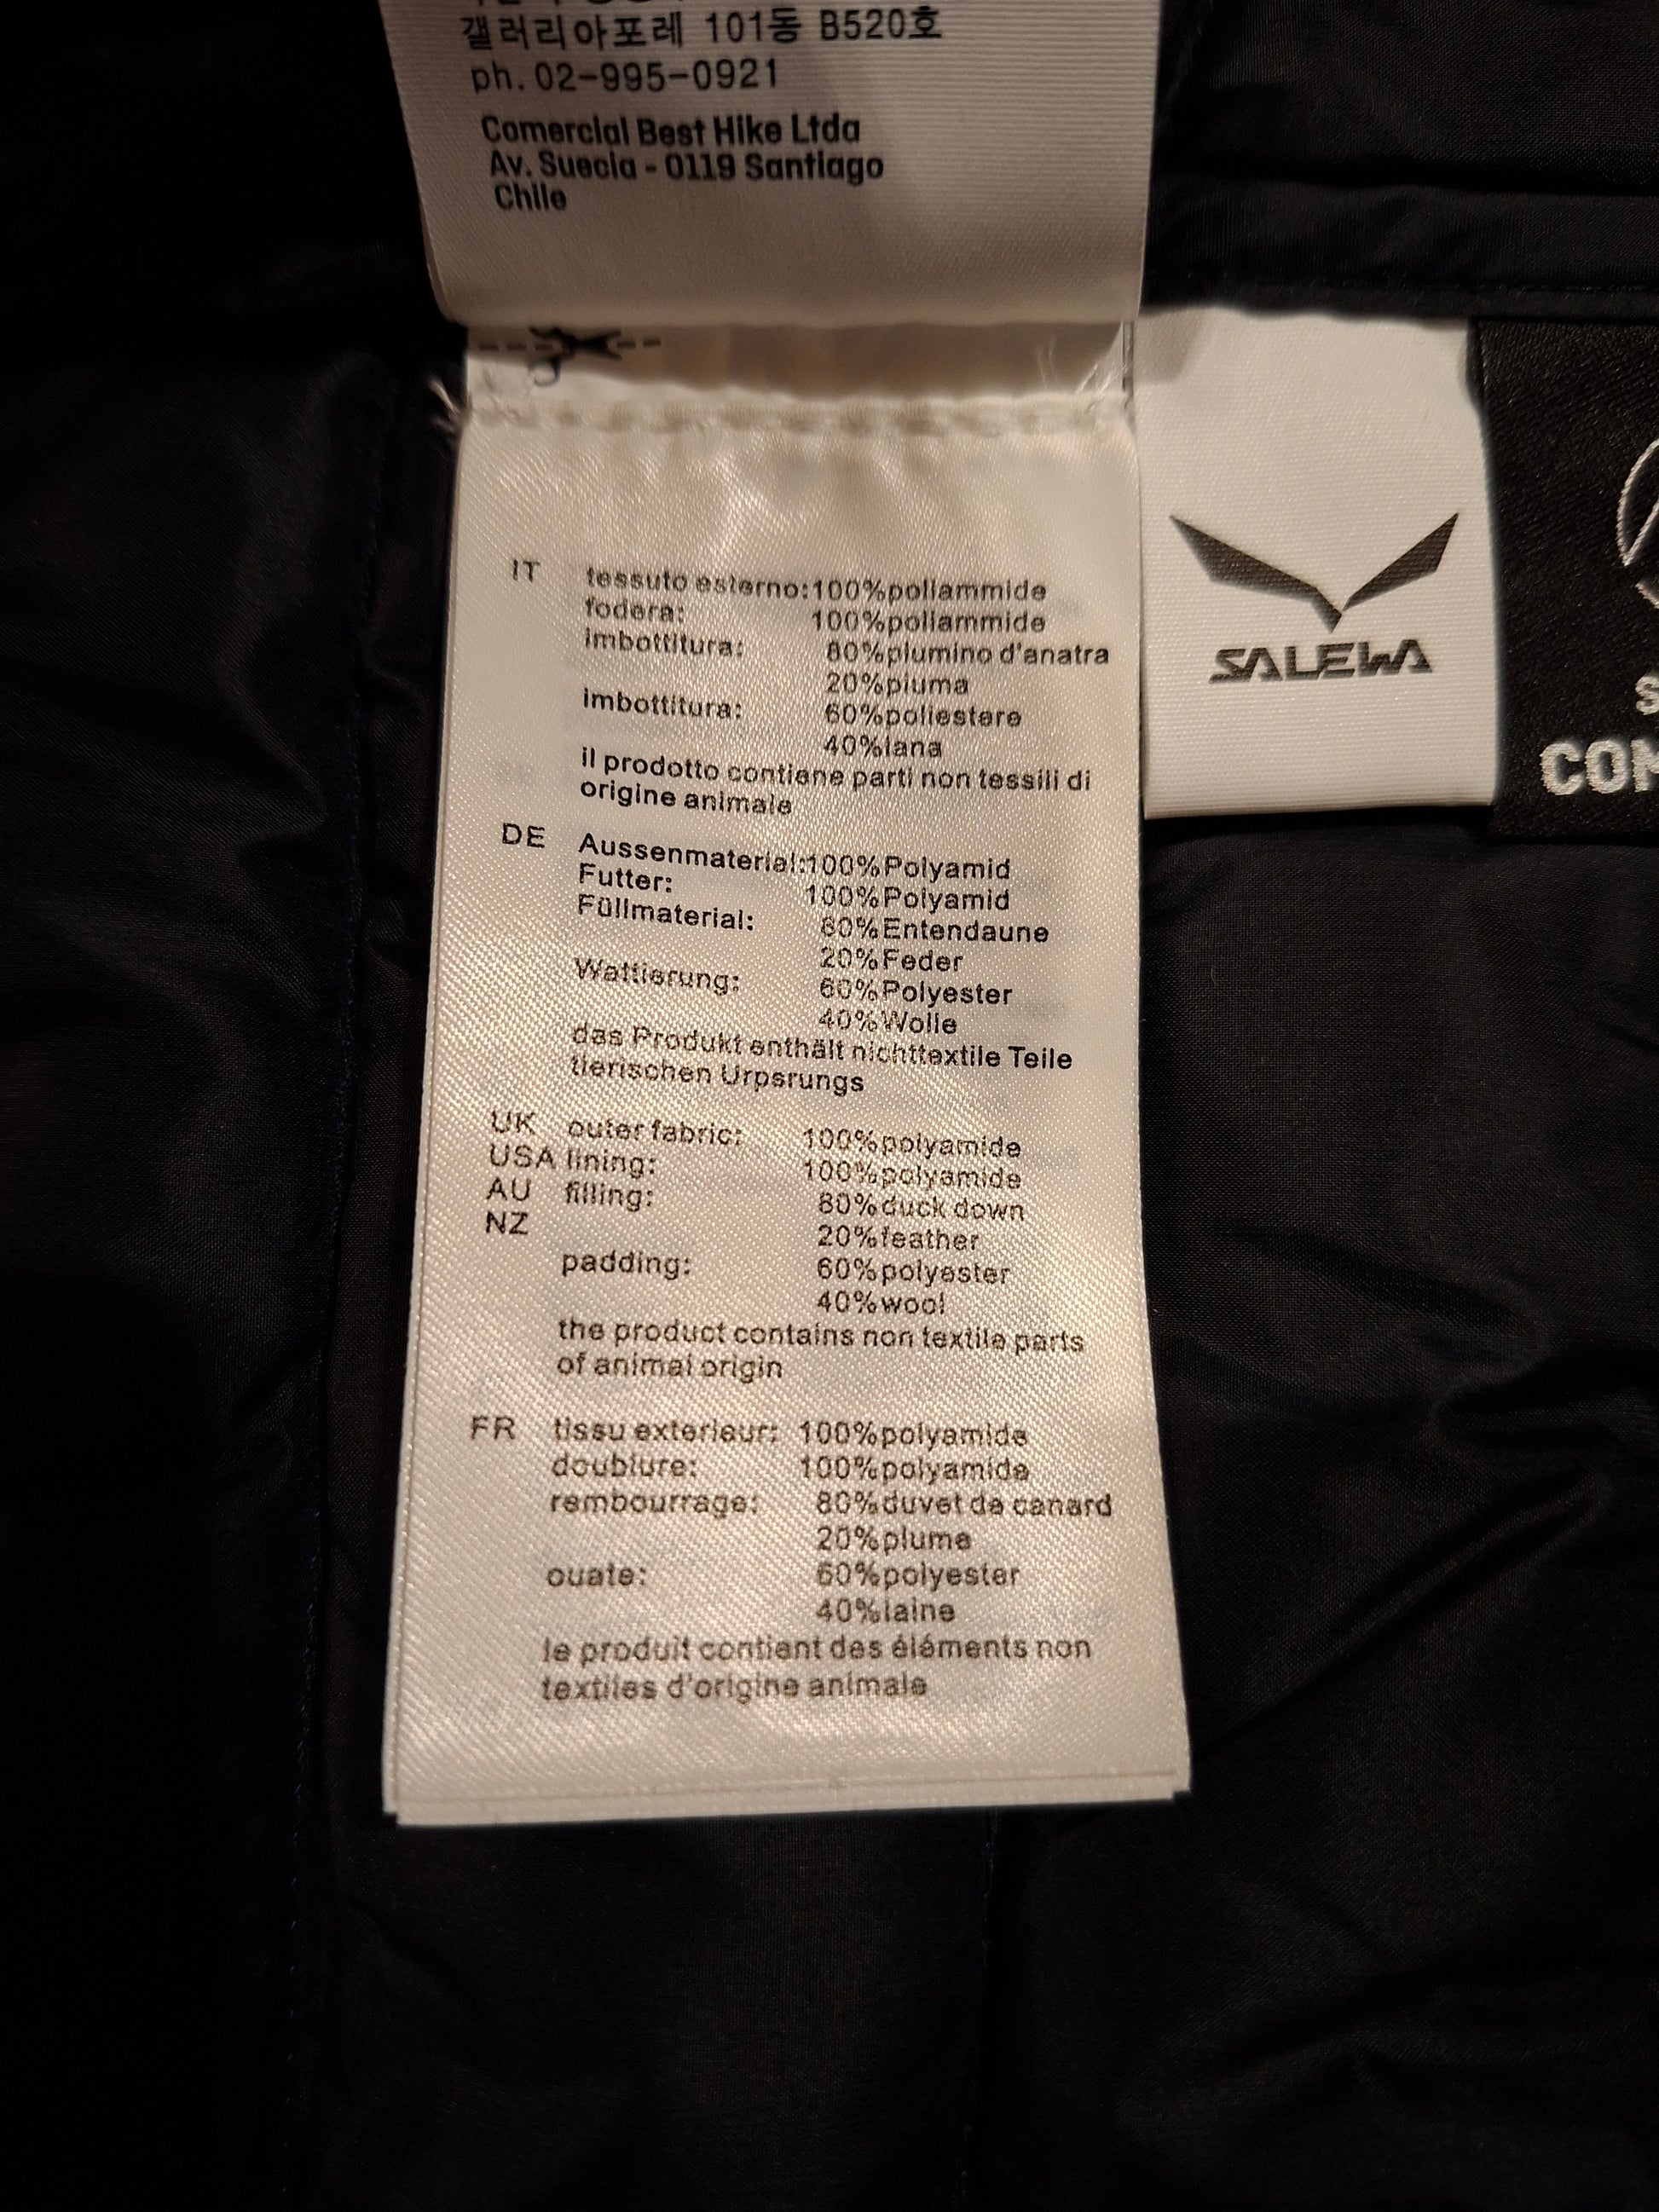 갤러리아포레 101동 B520호
ph. 02-995-0921
Comercial Best Hike Ltda
Av. Suecia - 0119 Santiago
Chile
IT tessuto esterno: 100% poliammide
fodera: 100% poliammide
imbottitura: 80% piumino d'anatra
20% piuma
imbottitura: 60% poliestere
40% lana
il prodotto contiene parti non tessili di
origine animale
DE Aussenmaterial: 100% Polyamid
Futter: 100% Polyamid
Füllmaterial: 80% Entendaune
20% Feder
Wattierung: 60% Polyester
40% Wolle
das Produkt enthält nichttextile Teile
tierischen Urpsrungs
UK outer fabric: 100% polyamide
USA lining: 100% polyamide
AU filling: 80% duck down
NZ 20% feather
padding: 60% polyester
40% wool
the product contains non textile parts
of animal origin
FR tissu exterieur: 100% polyamide
doublure: 100% polyamide
rembourrage: 80% duvet de canard
20% plume
ouate: 60% polyester
40% laine
le produit contient des éléments non
textiles d'origine animale
SALEWA
S
COM